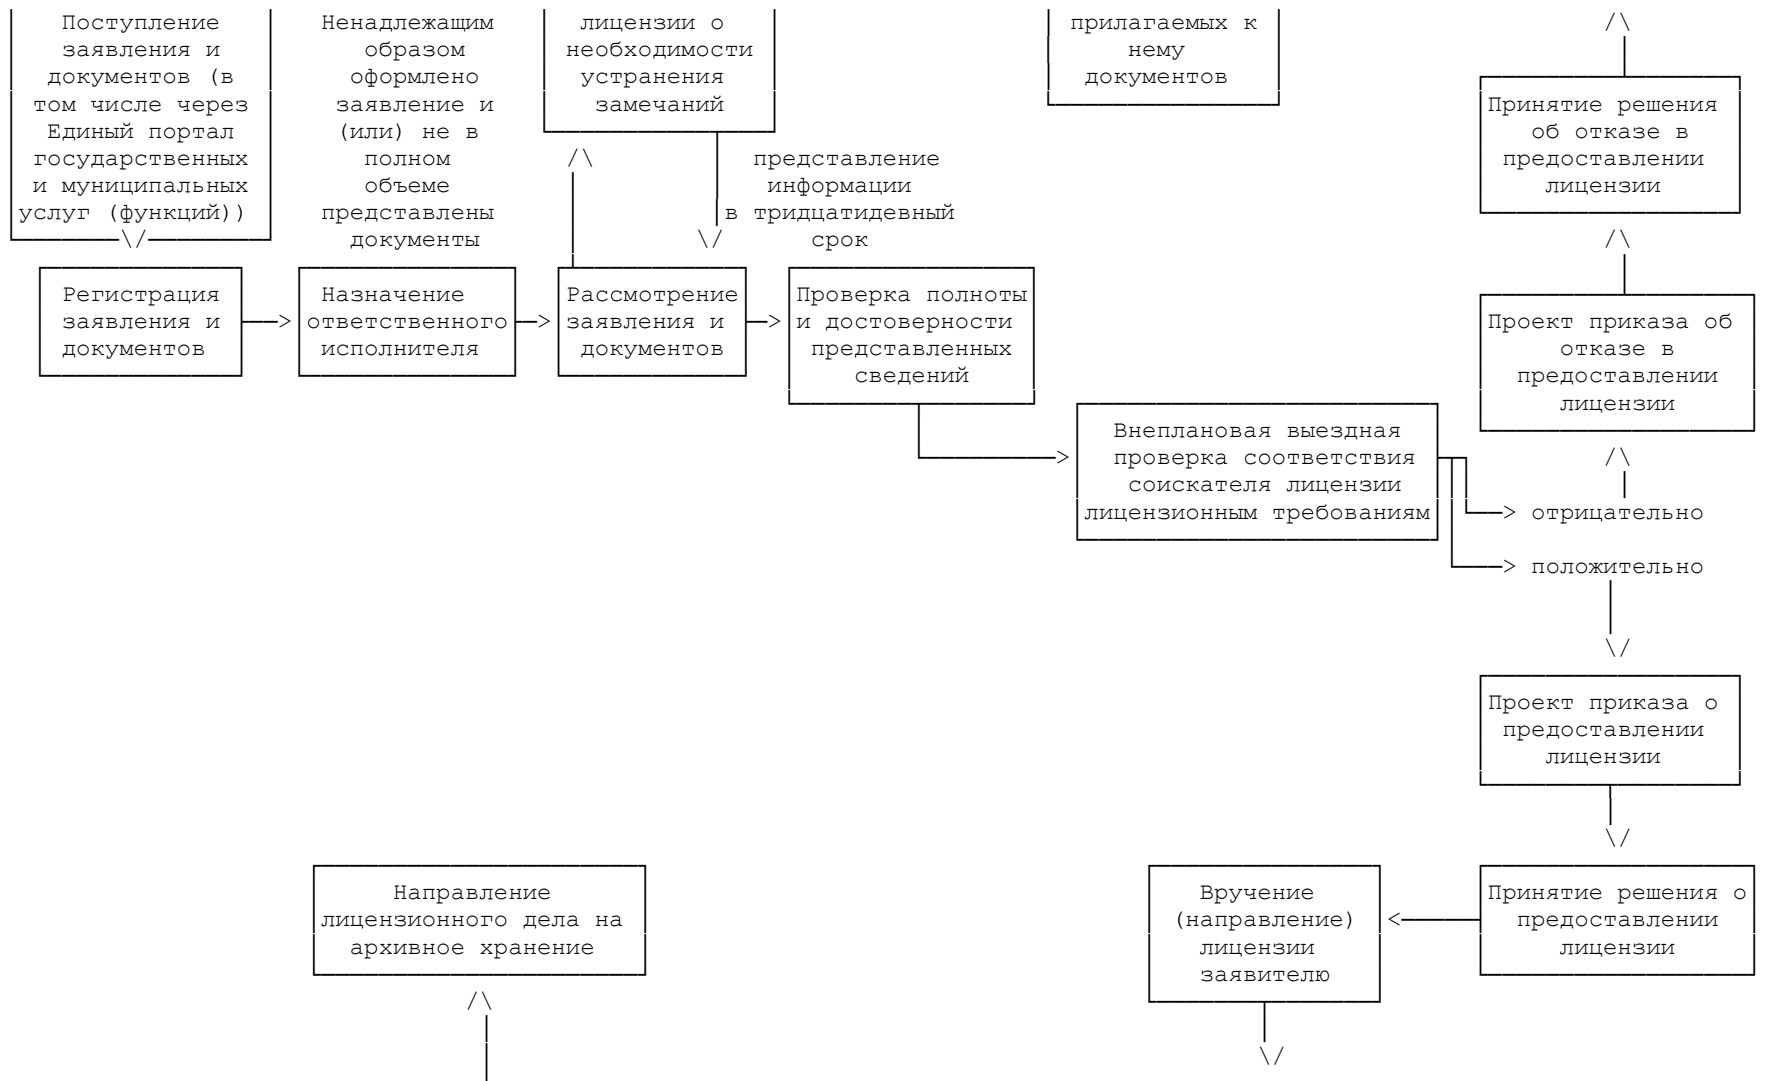 Поступление
заявления и
документов (в
том числе через
Единый портал
государственных
и муниципальных
услуг (функций))
Ненадлежащим
образом
оформлено
заявление и
(или) не в
полном
объеме
представлены
документы
лицензии о
необходимости
устранения
замечаний
представление
информации
в тридцатидевный
срок
прилагаемых к
нему
документов
Принятие решения
об отказе в
предоставлении
лицензии
Регистрация
заявления и
документов
Назначение
ответственного
исполнителя
Рассмотрение
заявления и
документов
Проверка полноты
и достоверности
представленных
сведений
Проект приказа об
отказе в
предоставлении
лицензии
Внеплановая выездная
проверка соответствия
соискателя лицензии
лицензионным требованиям
отрицательно
положительно
Проект приказа о
предоставлении
лицензии
Направление
лицензионного дела на
архивное хранение
Вручение
(направление)
лицензии
заявителю
Принятие решения о
предоставлении
лицензии